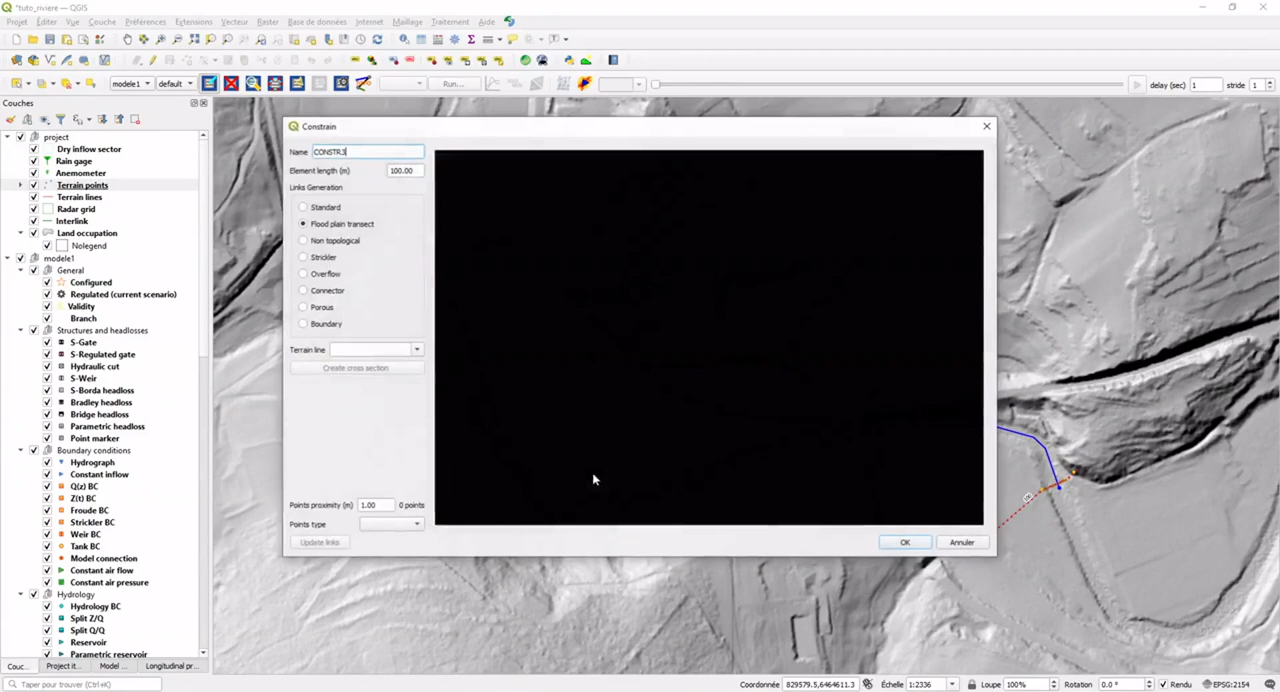 *tuto_riviere — QGIS
Projet Éditer Vue Couche Préférences Extensions Vecteur Raster Base de données Internet Maillage Traitement Aide
modele1 default Run... delay (sec) 1 stride 1
Couches
project
Dry inflow sector
Rain gage
Anemometer
Terrain points
Terrain lines
Radar grid
Interlink
Land occupation
Nolegend
modele1
General
Configured
Regulated (current scenario)
Validity
Branch
Structures and headlosses
S-Gate
S-Regulated gate
Hydraulic cut
S-Weir
S-Borda headloss
Bradley headloss
Bridge headloss
Parametric headloss
Point marker
Boundary conditions
Hydrograph
Constant inflow
Q(z) BC
Z(t) BC
Froude BC
Strickler BC
Weir BC
Tank BC
Model connection
Constant air flow
Constant air pressure
Hydrology
Hydrology BC
Split Z/Q
Split Q/Q
Reservoir
Parametric reservoir
Couc... Project it... Model ... Longitudinal pr...
Constrain
Name CONSTR3
Element length (m) 100.00
Links Generation
Standard
Flood plain transect
Non topological
Strickler
Overflow
Connector
Porous
Boundary
Terrain line
Create cross section
Points proximity (m) 1.00 0 points
Points type
Update links
OK Annuler
100
Taper pour trouver (Ctrl+K) Coordonnée 829579.5,6464611.3 Échelle 1:2336 Loupe 100% Rotation 0.0 ° Rendu EPSG:2154